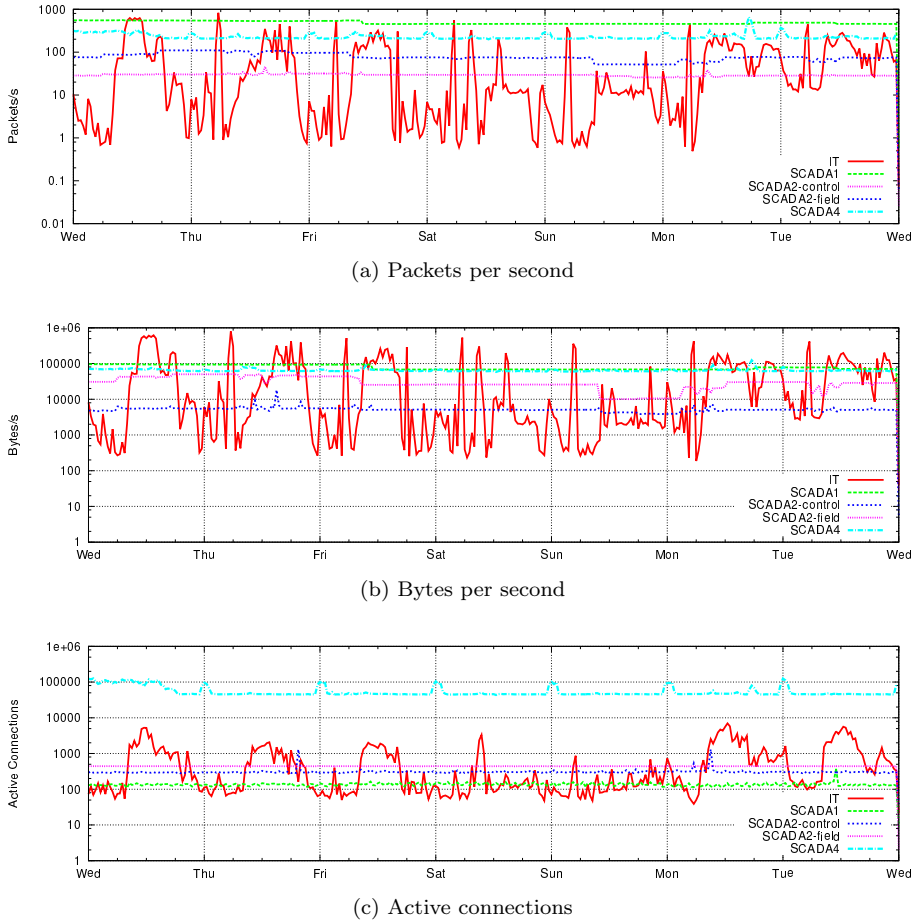 1000
100
10
1
0.1
0.01
Packets/s
IT
SCADA1
SCADA2-control
SCADA2-field
SCADA4
Wed Thu Fri Sat Sun Mon Tue Wed
(a) Packets per second
1e+06
100000
10000
1000
100
10
1
Bytes/s
IT
SCADA1
SCADA2-control
SCADA2-field
SCADA4
Wed Thu Fri Sat Sun Mon Tue Wed
(b) Bytes per second
1e+06
100000
10000
1000
100
10
1
Active Connections
IT
SCADA1
SCADA2-control
SCADA2-field
SCADA4
Wed Thu Fri Sat Sun Mon Tue Wed
(c) Active connections